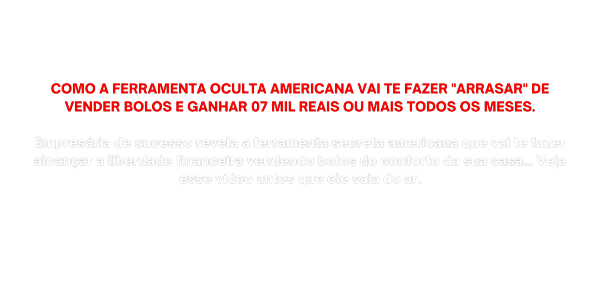 COMO A FERRAMENTA OCULTA AMERICANA VAI TE FAZER "ARRASAR" DE
VENDER BOLOS E GANHAR 07 MIL REAIS OU MAIS TODOS OS MESES.
Empresária de sucesso revela a ferramenta secreta americana que vai te fazer
alcançar a liberdade financeira vendendo bolos do conforto da sua casa... Veja
esse vídeo antes que ele saia do ar.